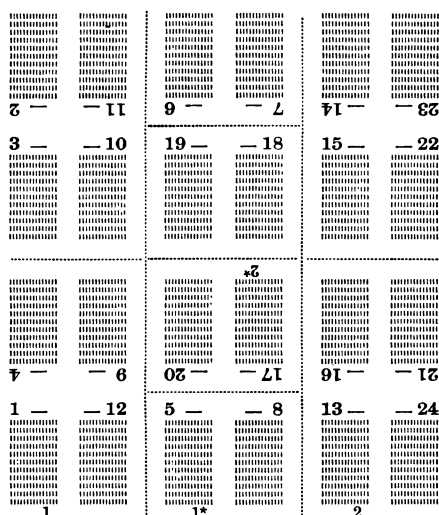 2 — — 11 6 — — 7 14 — — 23
3 — — 10 19 — — 18 15 — — 22
2*
4 — — 9 20 — — 17 16 — — 21
1 — — 12 5 — — 8 13 — — 24
1 1* 2